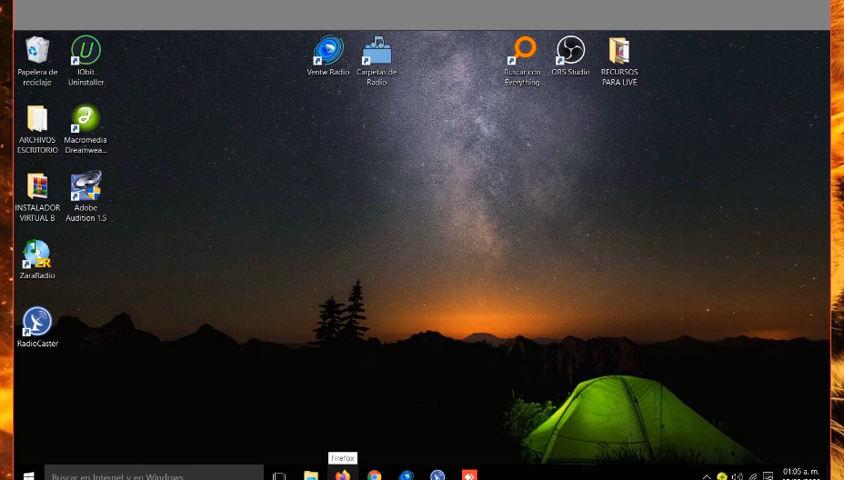 Papelera de
reciclaje
IObit
Uninstaller
Ventw Radio
Carpetas de
Radio
Buscar con
Everything
OBS Studio
RECURSOS
PARA LIVE
ARCHIVOS
ESCRITORIO
Macromedia
Dreamwea...
INSTALADOR
VIRTUAL B
Adobe
Audition 1.5
ZaraRadio
RadioCaster
Firefox
Buscar en Internet y en Windows
01:05 a. m.